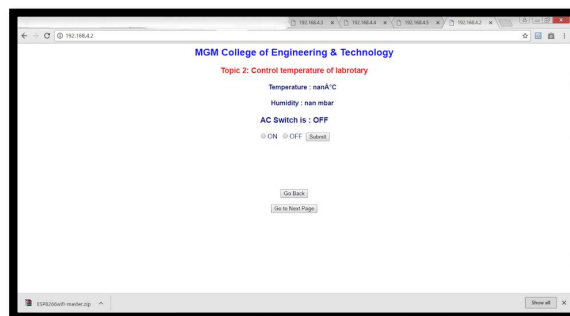 192.168.4.3 × 192.168.4.4 × 192.168.4.5 × 192.168.4.2 ×
192.168.4.2
MGM College of Engineering & Technology
Topic 2: Control temperature of labrotary
Temperature : nanÂ°C
Humidity : nan mbar
AC Switch is : OFF
ON OFF Submit
Go Back
Go to Next Page
ESP8266wifi-master.zip Show all ×